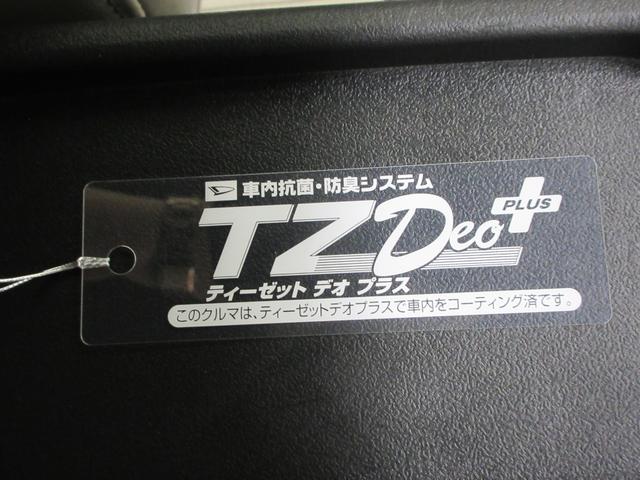 車内抗菌・防臭システム
TZ Deo PLUS
ティーゼット デオ プラス
このクルマは、ティーゼットデオプラスで車内をコーティング済です。